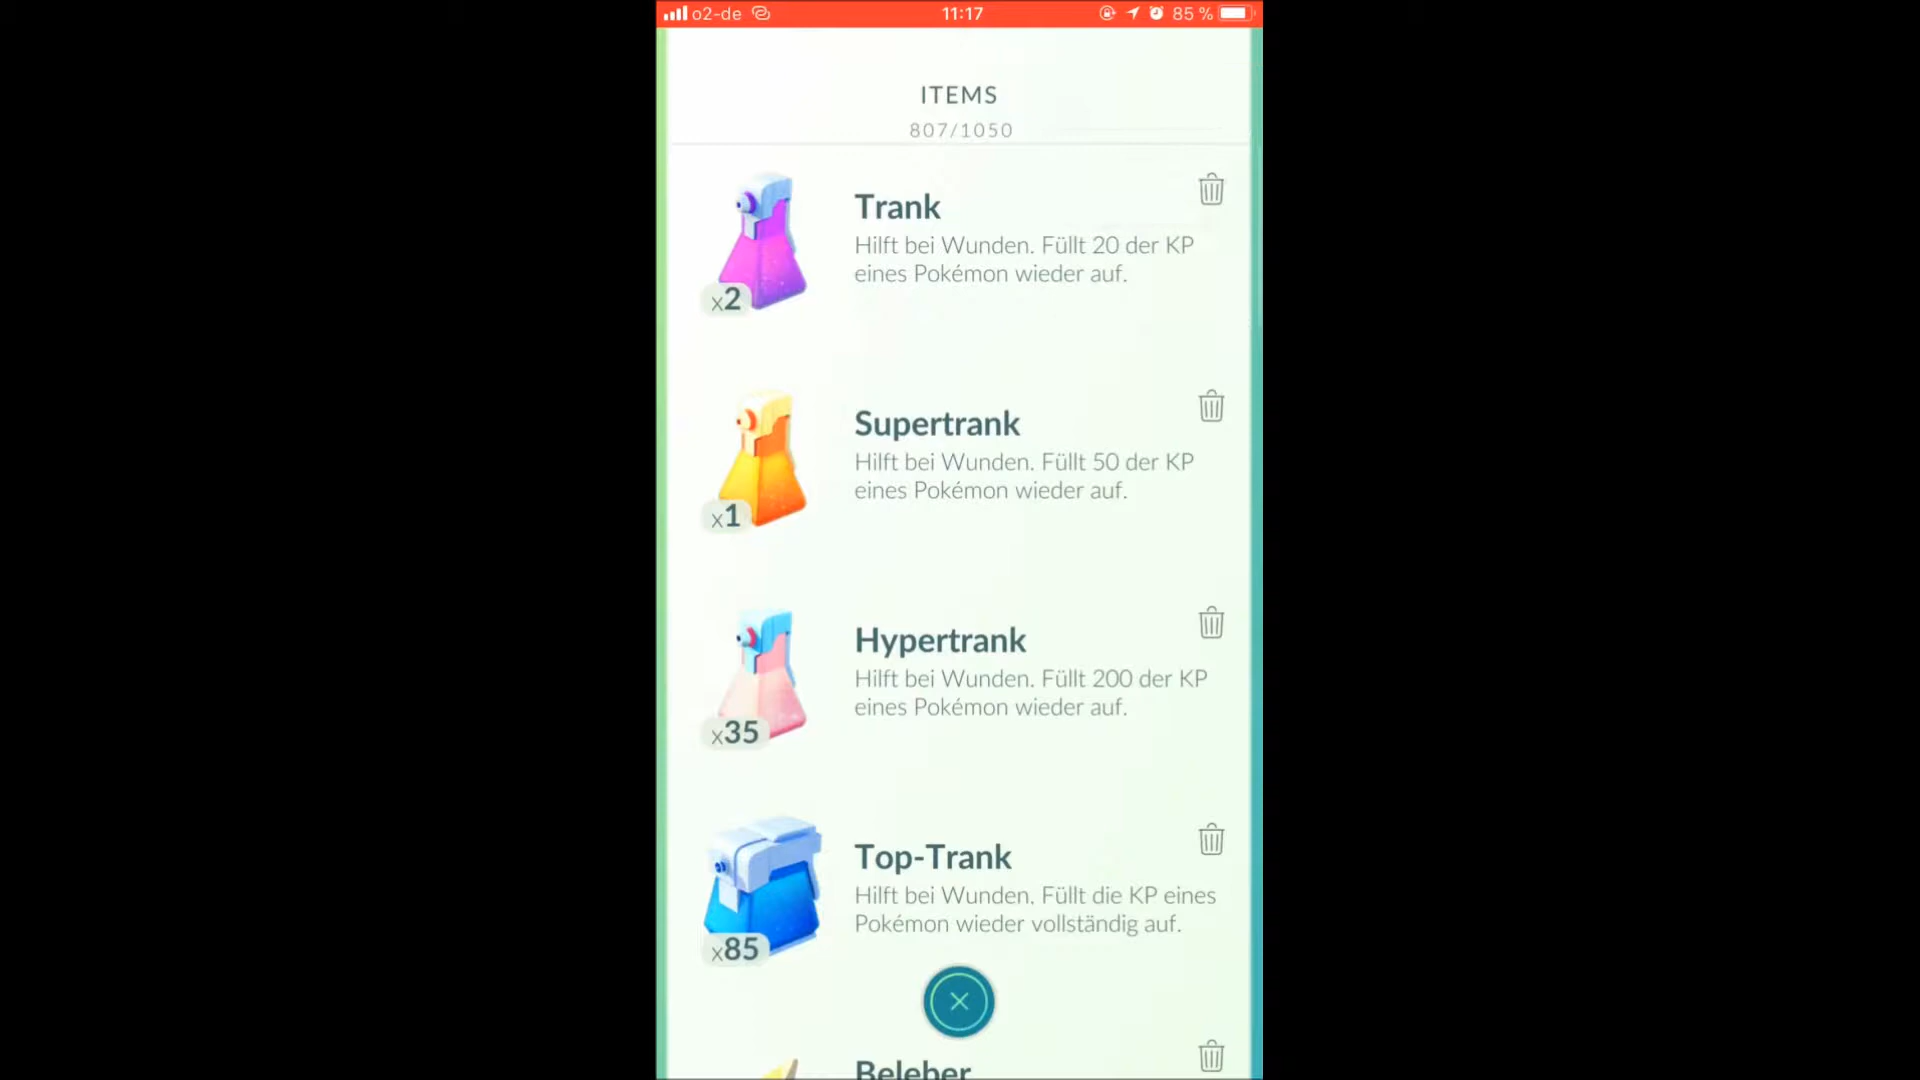 o2-de 11:17 85 %
ITEMS
807/1050
Trank
Hilft bei Wunden. Füllt 20 der KP
eines Pokémon wieder auf.
x2
Supertrank
Hilft bei Wunden. Füllt 50 der KP
eines Pokémon wieder auf.
x1
Hypertrank
Hilft bei Wunden. Füllt 200 der KP
eines Pokémon wieder auf.
x35
Top-Trank
Hilft bei Wunden. Füllt die KP eines
Pokémon wieder vollständig auf.
x85
Beleber